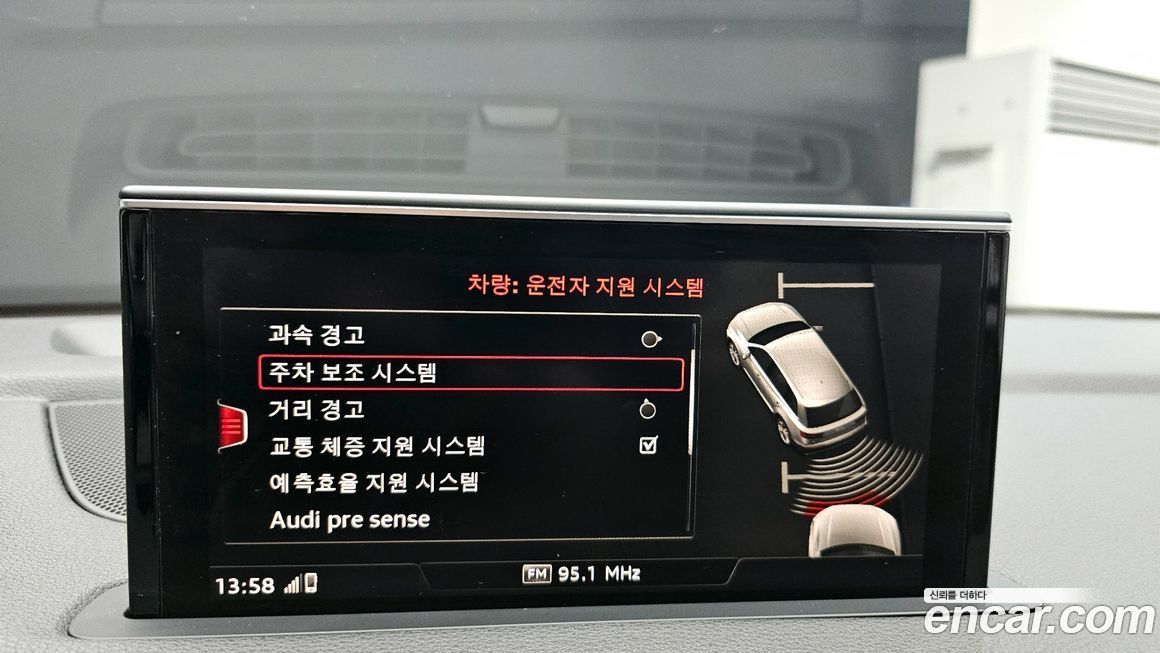 차량: 운전자 지원 시스템
과속 경고
주차 보조 시스템
거리 경고
교통 체증 지원 시스템
예측효율 지원 시스템
Audi pre sense
13:58
FM 95.1 MHz
신뢰를 더하다
encar.com